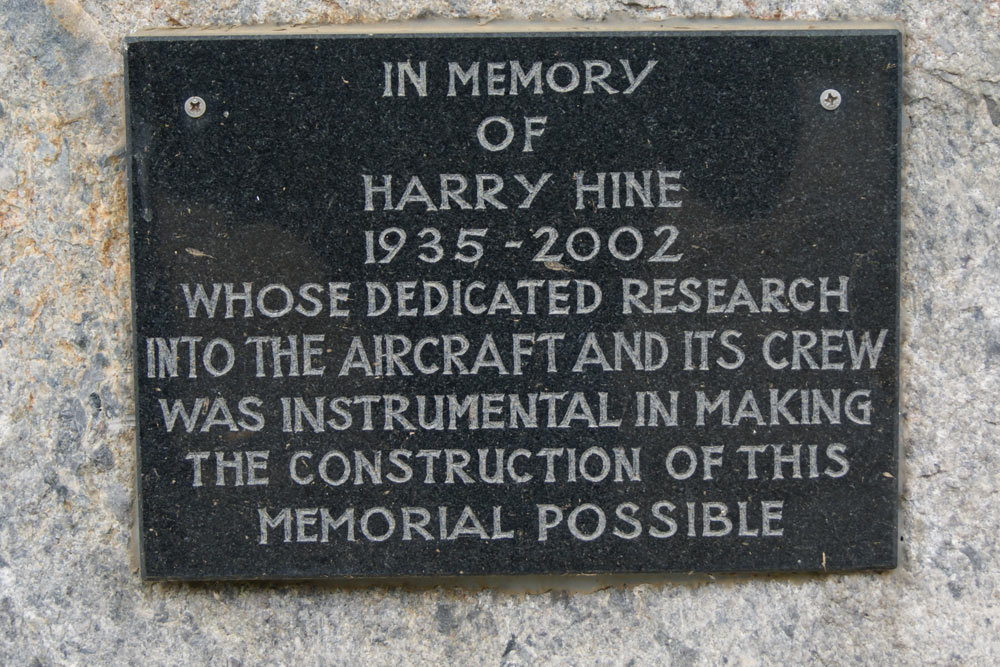 IN MEMORY
OF
HARRY HINE
1935-2002
WHOSE DEDICATED RESEARCH
INTO THE AIRCRAFT AND ITS CREW
WAS INSTRUMENTAL IN MAKING
THE CONSTRUCTION OF THIS
MEMORIAL POSSIBLE